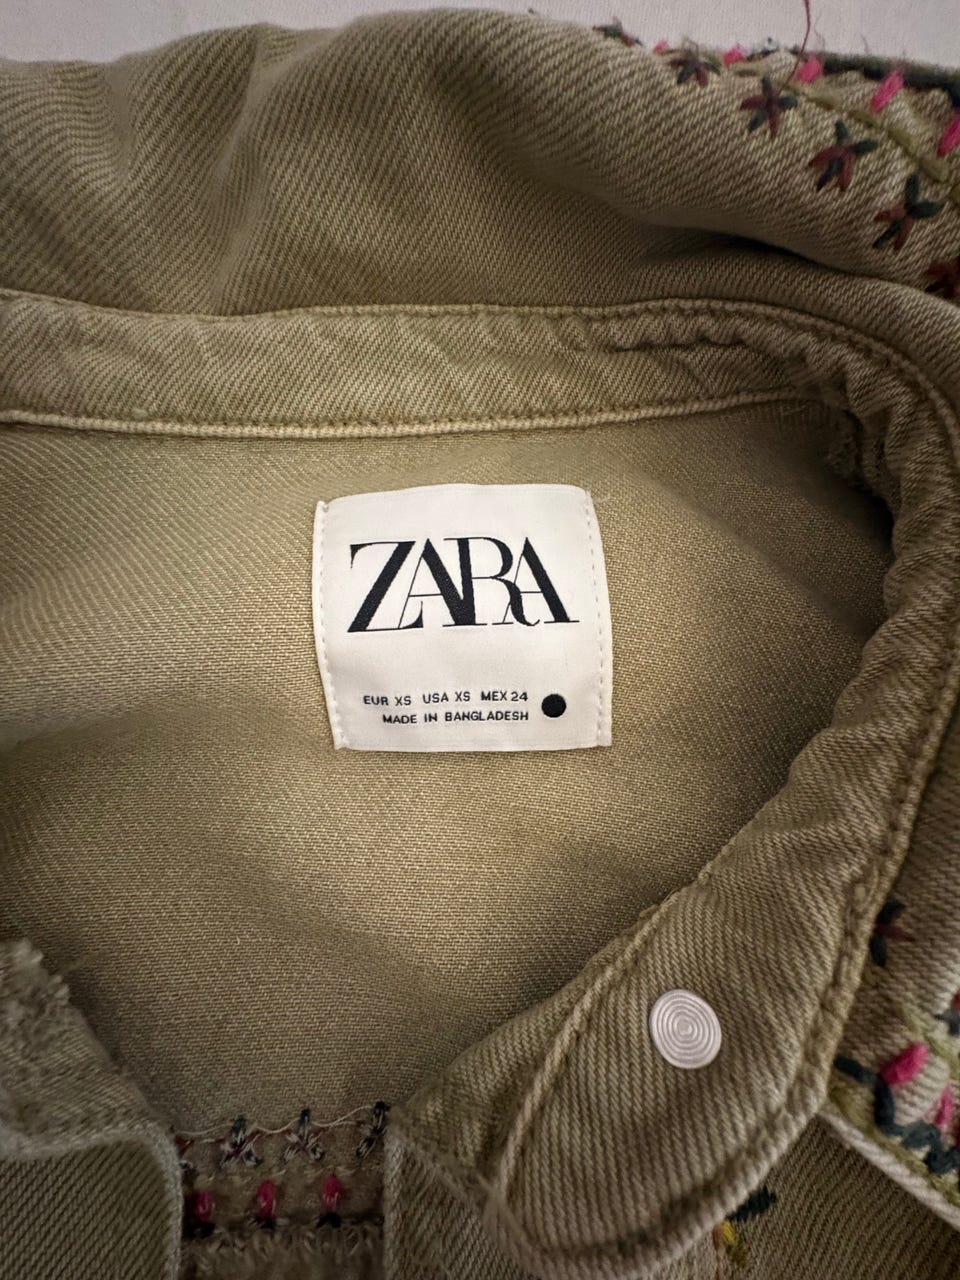 ZARA
EUR XS USA XS MEX 24
MADE IN BANGLADESH